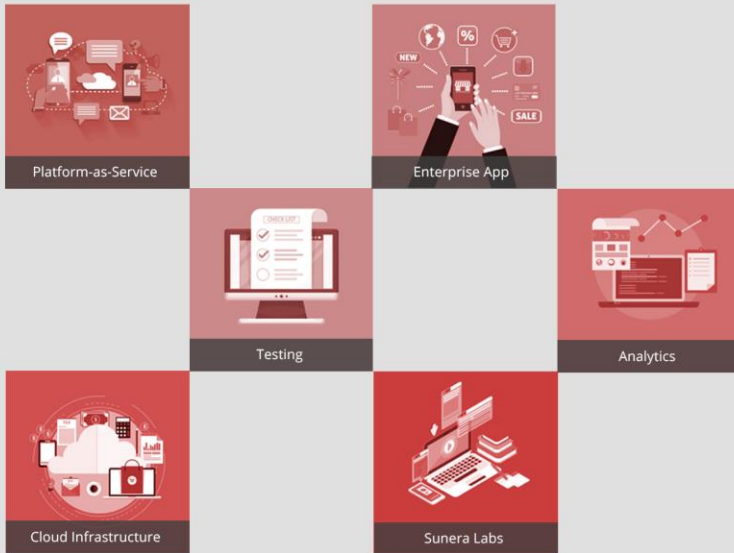 NEW
%
SALE
Platform-as-Service
Enterprise App
CHECK LIST
Testing
Analytics
Cloud Infrastructure
Sunera Labs